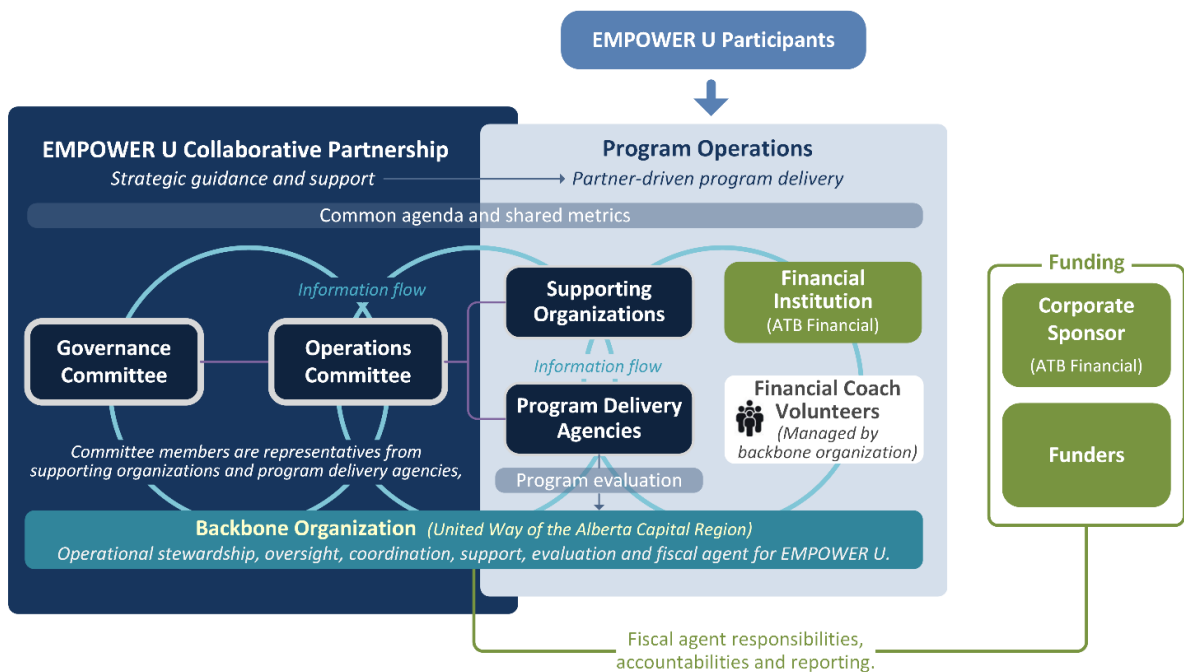 EMPOWER U Participants
EMPOWER U Collaborative Partnership
Strategic guidance and support
Program Operations
Partner-driven program delivery
Common agenda and shared metrics
Information flow
Governance
Committee
Operations
Committee
Supporting
Organizations
Information flow
Program Delivery
Agencies
Financial
Institution
(ATB Financial)
Financial Coach
Volunteers
(Managed by
backbone organization)
Committee members are representatives from
supporting organizations and program delivery agencies,
Program evaluation
Backbone Organization (United Way of the Alberta Capital Region)
Operational stewardship, oversight, coordination, support, evaluation and fiscal agent for EMPOWER U.
Funding
Corporate
Sponsor
(ATB Financial)
Funders
Fiscal agent responsibilities,
accountabilities and reporting.